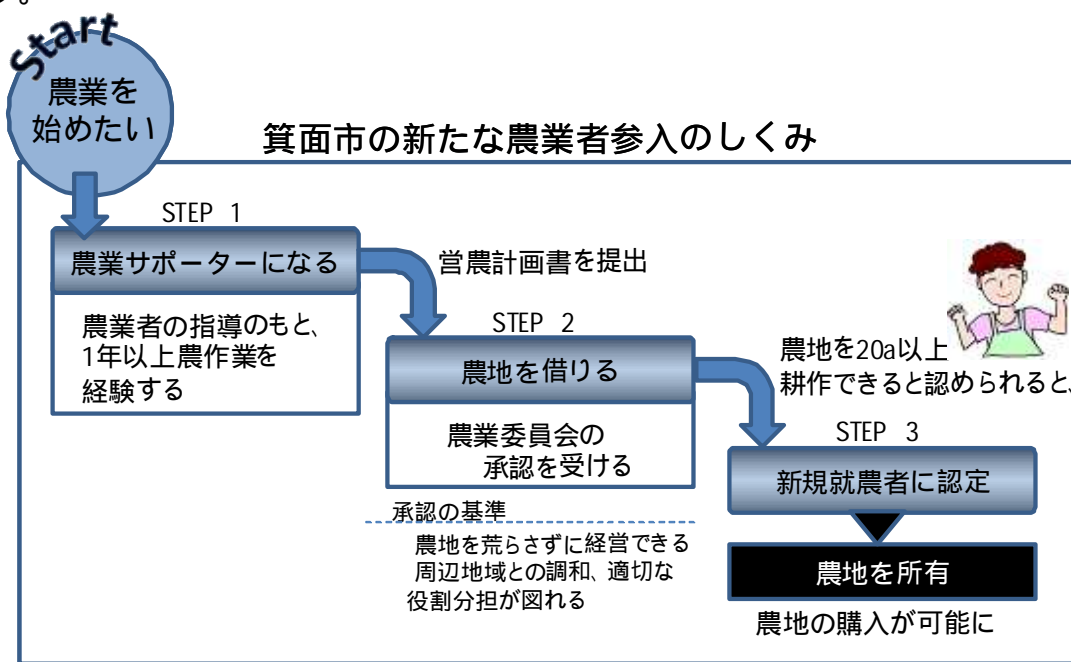 Start
農業を
始めたい
箕面市の新たな農業者参入のしくみ
STEP 1
農業サポーターになる
農業者の指導のもと、
1年以上農作業を
経験する
営農計画書を提出
STEP 2
農地を借りる
農業委員会の
承認を受ける
承認の基準
農地を荒らさずに経営できる
周辺地域との調和、適切な
役割分担が図れる
農地を20a以上
耕作できると認められると、
STEP 3
新規就農者に認定
農地を所有
農地の購入が可能に